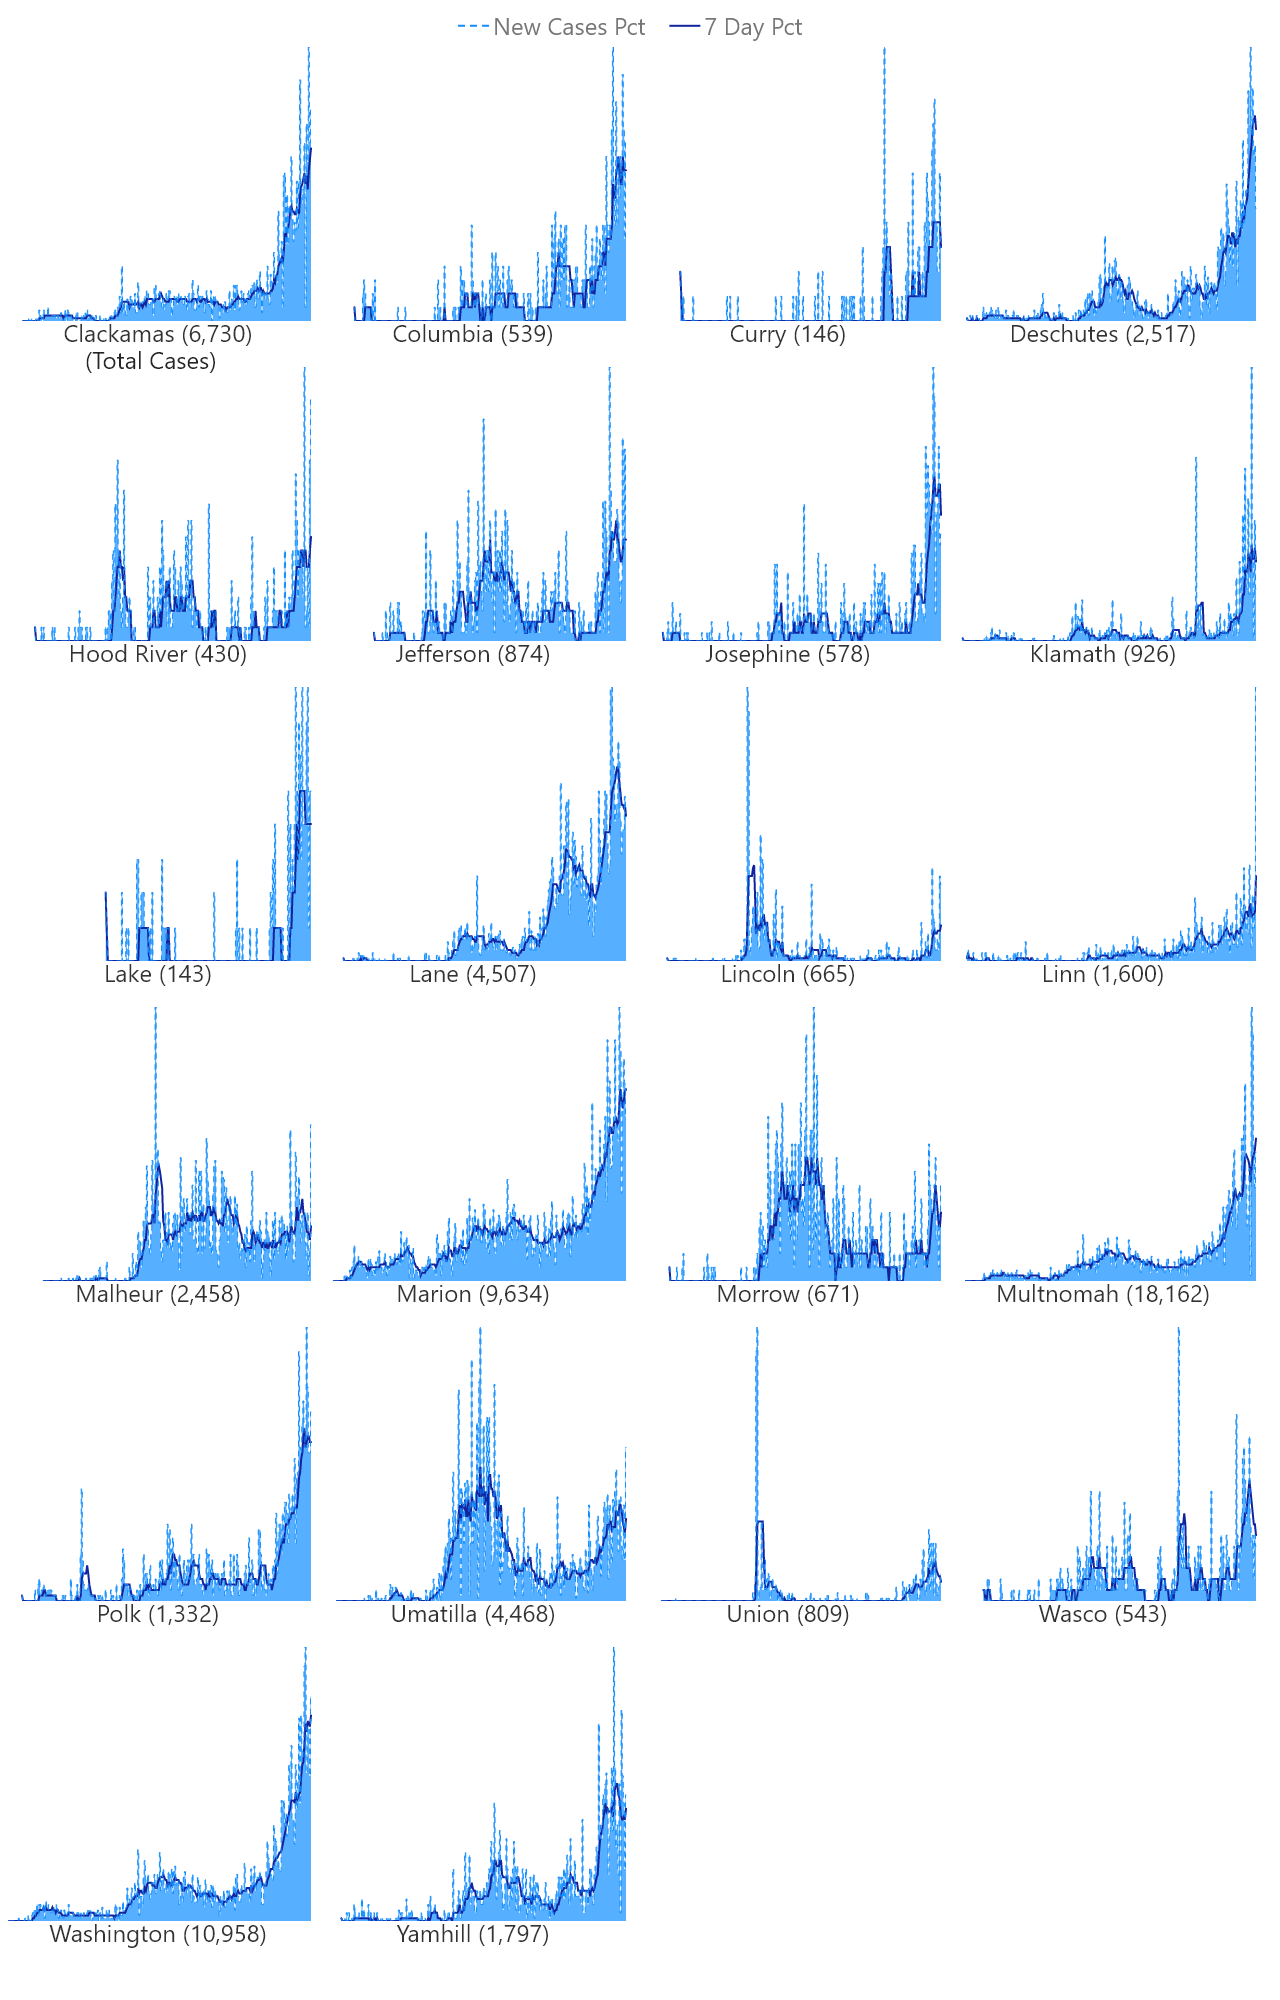 New Cases Pct 7 Day Pct
Clackamas (6,730) Columbia (539) Curry (146) Deschutes (2,517)
(Total Cases)
Hood River (430) Jefferson (874) Josephine (578) Klamath (926)
Lake (143) Lane (4,507) Lincoln (665) Linn (1,600)
Malheur (2,458) Marion (9,634) Morrow (671) Multnomah (18,162)
Polk (1,332) Umatilla (4,468) Union (809) Wasco (543)
Washington (10,958) Yamhill (1,797)